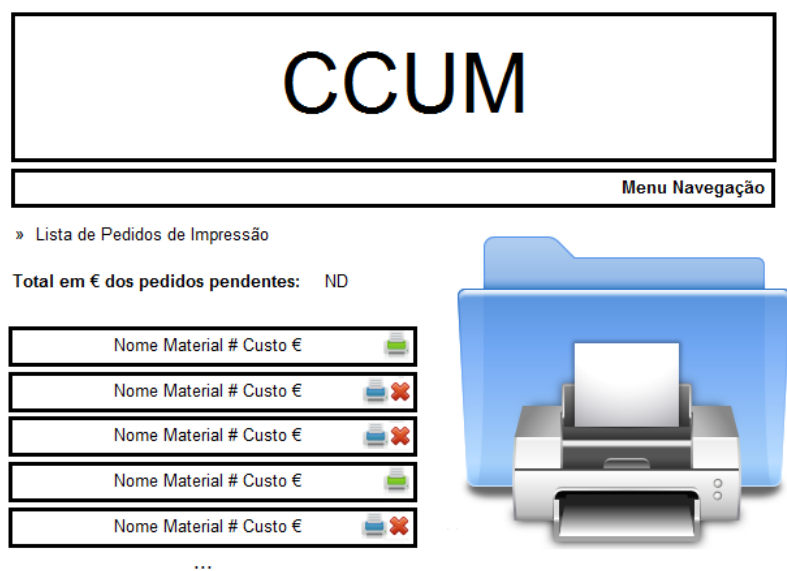 CCUM
Menu Navegação
» Lista de Pedidos de Impressão
Total em € dos pedidos pendentes: ND
Nome Material # Custo €
Nome Material # Custo €
Nome Material # Custo €
Nome Material # Custo €
Nome Material # Custo €
...